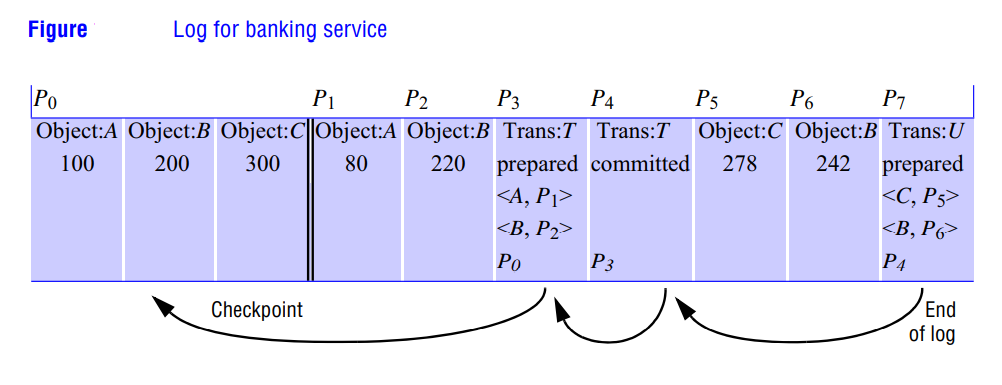 Figure Log for banking service
P0 P1 P2 P3 P4 P5 P6 P7
Object:A Object:B Object:C Object:A Object:B Trans:T Trans:T Object:C Object:B Trans:U
100 200 300 80 220 prepared committed 278 242 prepared
<A, P1> <C, P5>
<B, P2> <B, P6>
P0 P3 P4
Checkpoint End
of log